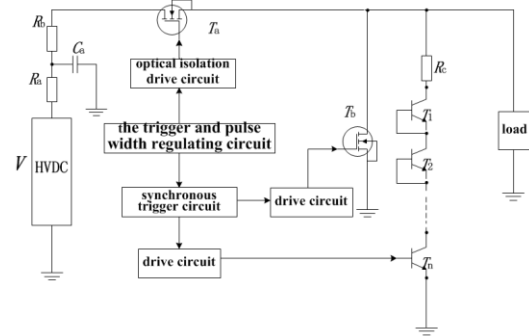 Rb
Ca
Ta
optical isolation
drive circuit
Ra
Rc
T1
Tb
the trigger and pulse
width regulating circuit
load
V
HVDC
T2
synchronous
trigger circuit
drive circuit
drive circuit
Tn